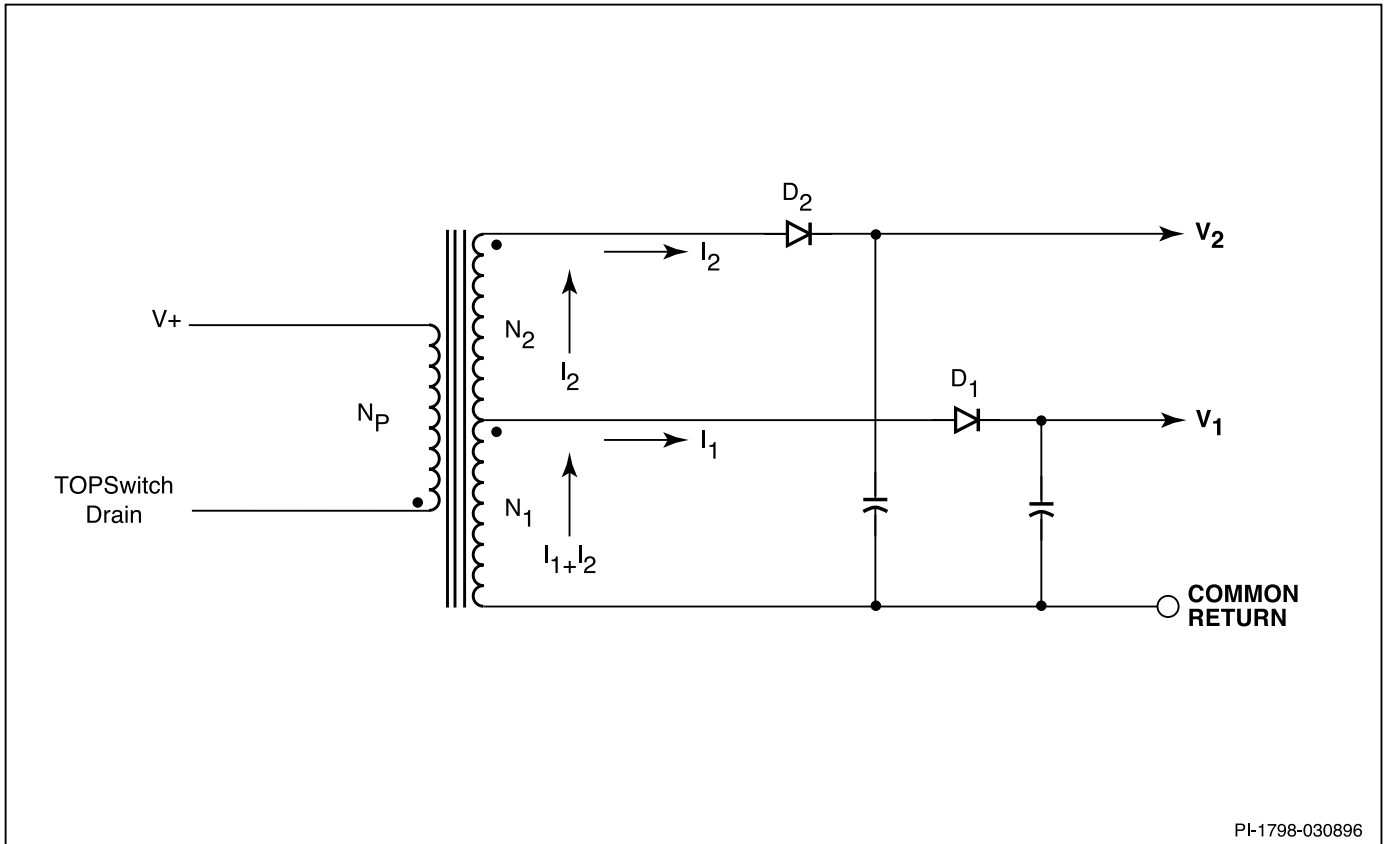 D2
V2
I2
V+
N2
I2
D1
NP
V1
I1
TOPSwitch
Drain
N1
I1+I2
COMMON
RETURN
PI-1798-030896